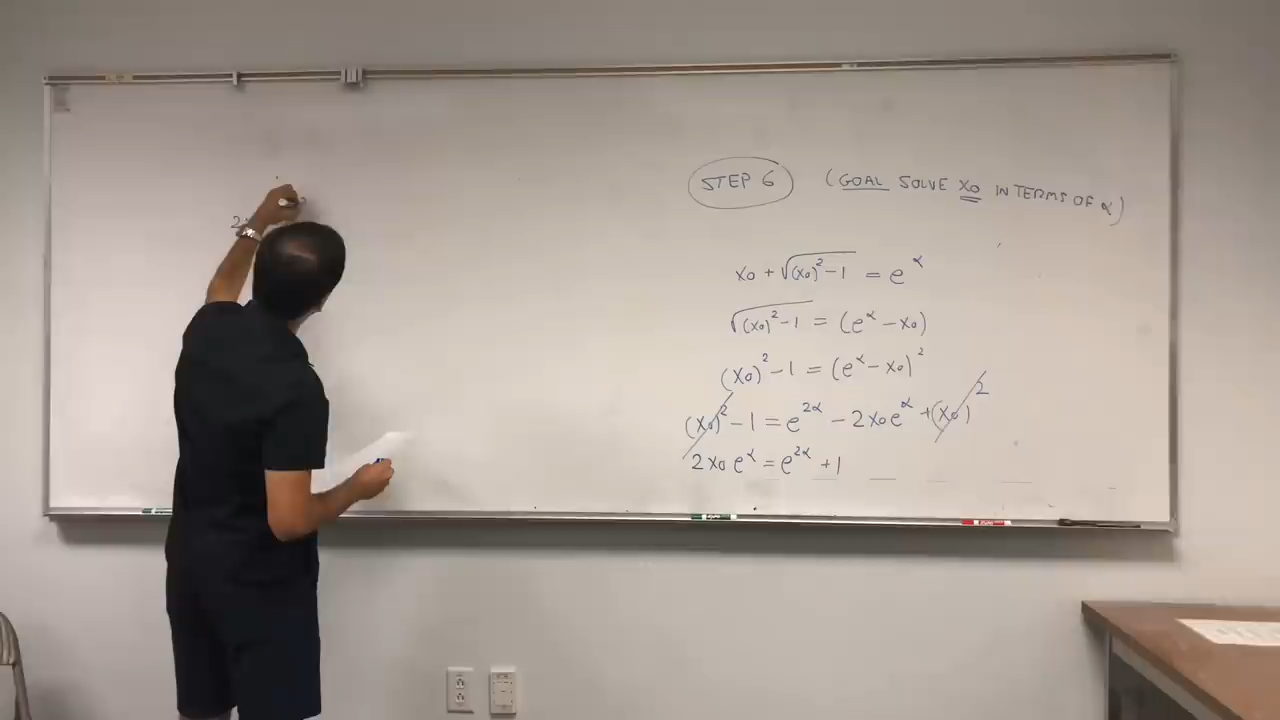 STEP 6 (GOAL SOLVE X0 IN TERMS OF α)
x0 + √(x0)² - 1 = e^α
√(x0)² - 1 = (e^α - x0)
(x0)² - 1 = (e^α - x0)²
(x0)² - 1 = e^2α - 2x0e^α + (x0)²
2x0e^α = e^2α + 1